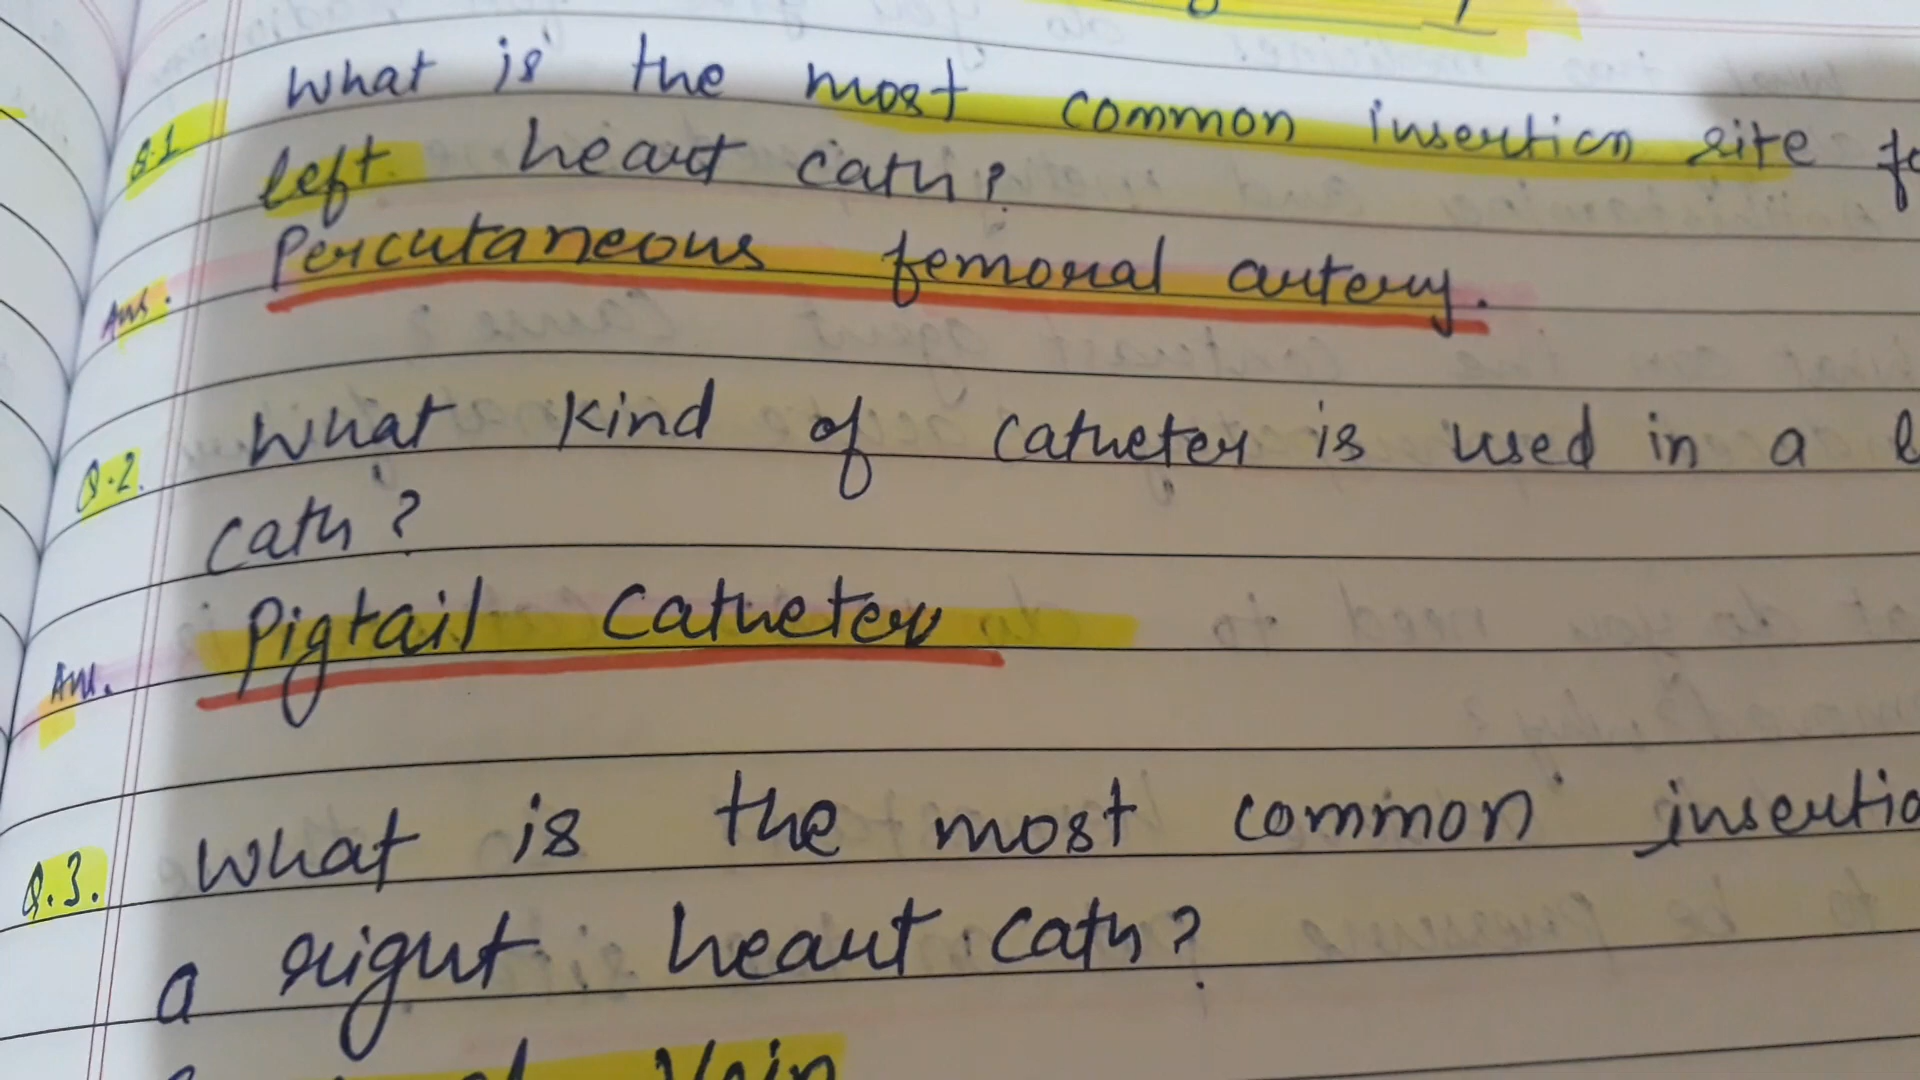 Q.1 What is the most common insertion site
left heart cath?
Ans. Percutaneous femoral artery.
Q.2. What kind of catheter is used in a
cath?
Ans. Pigtail Catheter
Q.3. What is the most common
a right heart cath?
Vein